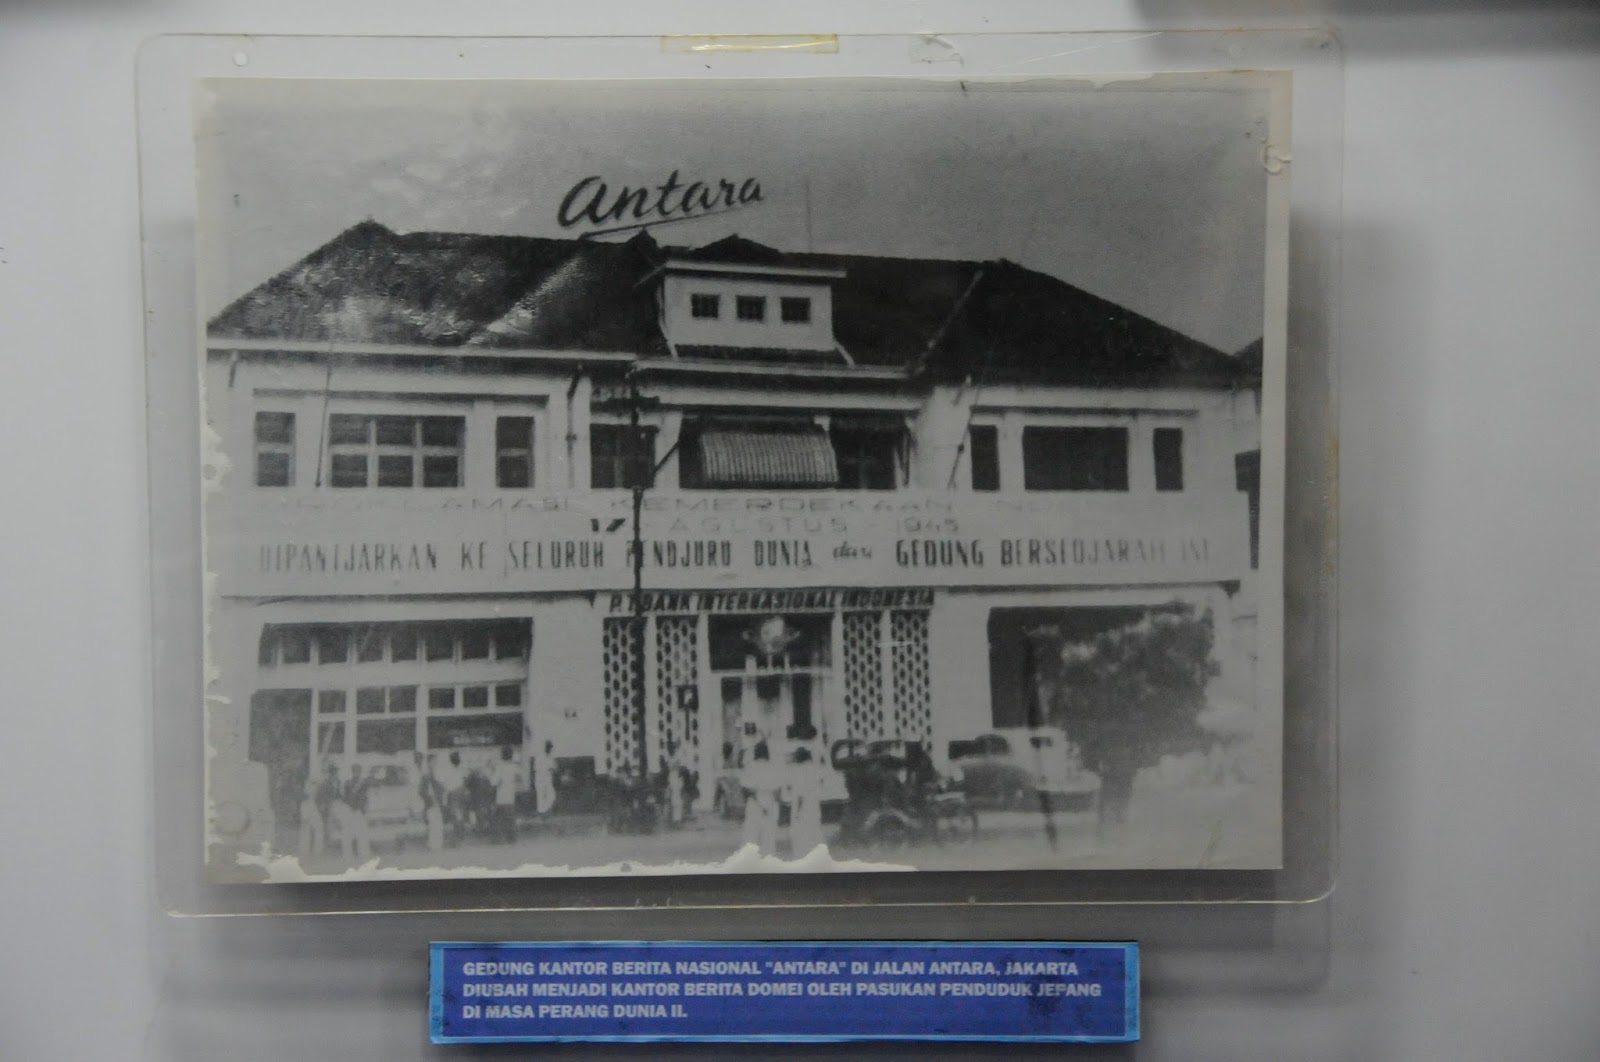 antara
PROKLAMASI KEMERDEKAAN
17 - AGUSTUS - 1945
DIPANTJARKAN KE SELURUH PENDJURU DUNIA dari GEDUNG BERSEDJARAH INI
P.T. BANK INTERNASIONAL INDONESIA
GEDUNG KANTOR BERITA NASIONAL "ANTARA" DI JALAN ANTARA, JAKARTA
DIUBAH MENJADI KANTOR BERITA DOMEI OLEH PASUKAN PENDUDUK JEPANG
DI MASA PERANG DUNIA II.